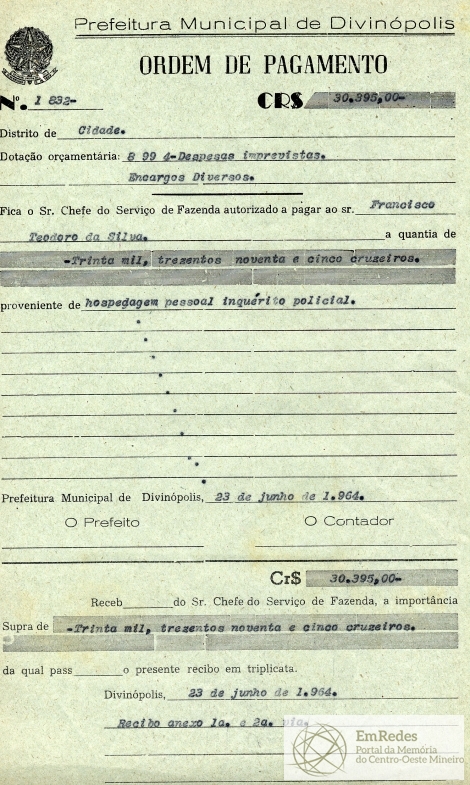 Prefeitura Municipal de Divinópolis
ORDEM DE PAGAMENTO
Nº. 1 832- CR$ 30.395,00-
Distrito de Cidade.
Dotação orçamentária: 8 99 4-Despesas imprevistas.
Encargos Diversos.
Fica o Sr. Chefe do Serviço de Fazenda autorizado a pagar ao sr. Francisco
Teodoro da Silva. a quantia de
-Trinta mil, trezentos noventa e cinco cruzeiros.
proveniente de hospedagem pessoal inquérito policial.
Prefeitura Municipal de Divinópolis, 23 de junho de 1.964.
O Prefeito O Contador
Cr$ 30.395,00-
Receb do Sr. Chefe do Serviço de Fazenda, a importância
Supra de -Trinta mil, trezentos noventa e cinco cruzeiros.
da qual pass o presente recibo em triplicata.
Divinópolis, 23 de junho de 1.964.
Recibo anexo 1a. e 2a. via.
EmRedes
Portal da Memória
do Centro-Oeste Mineiro